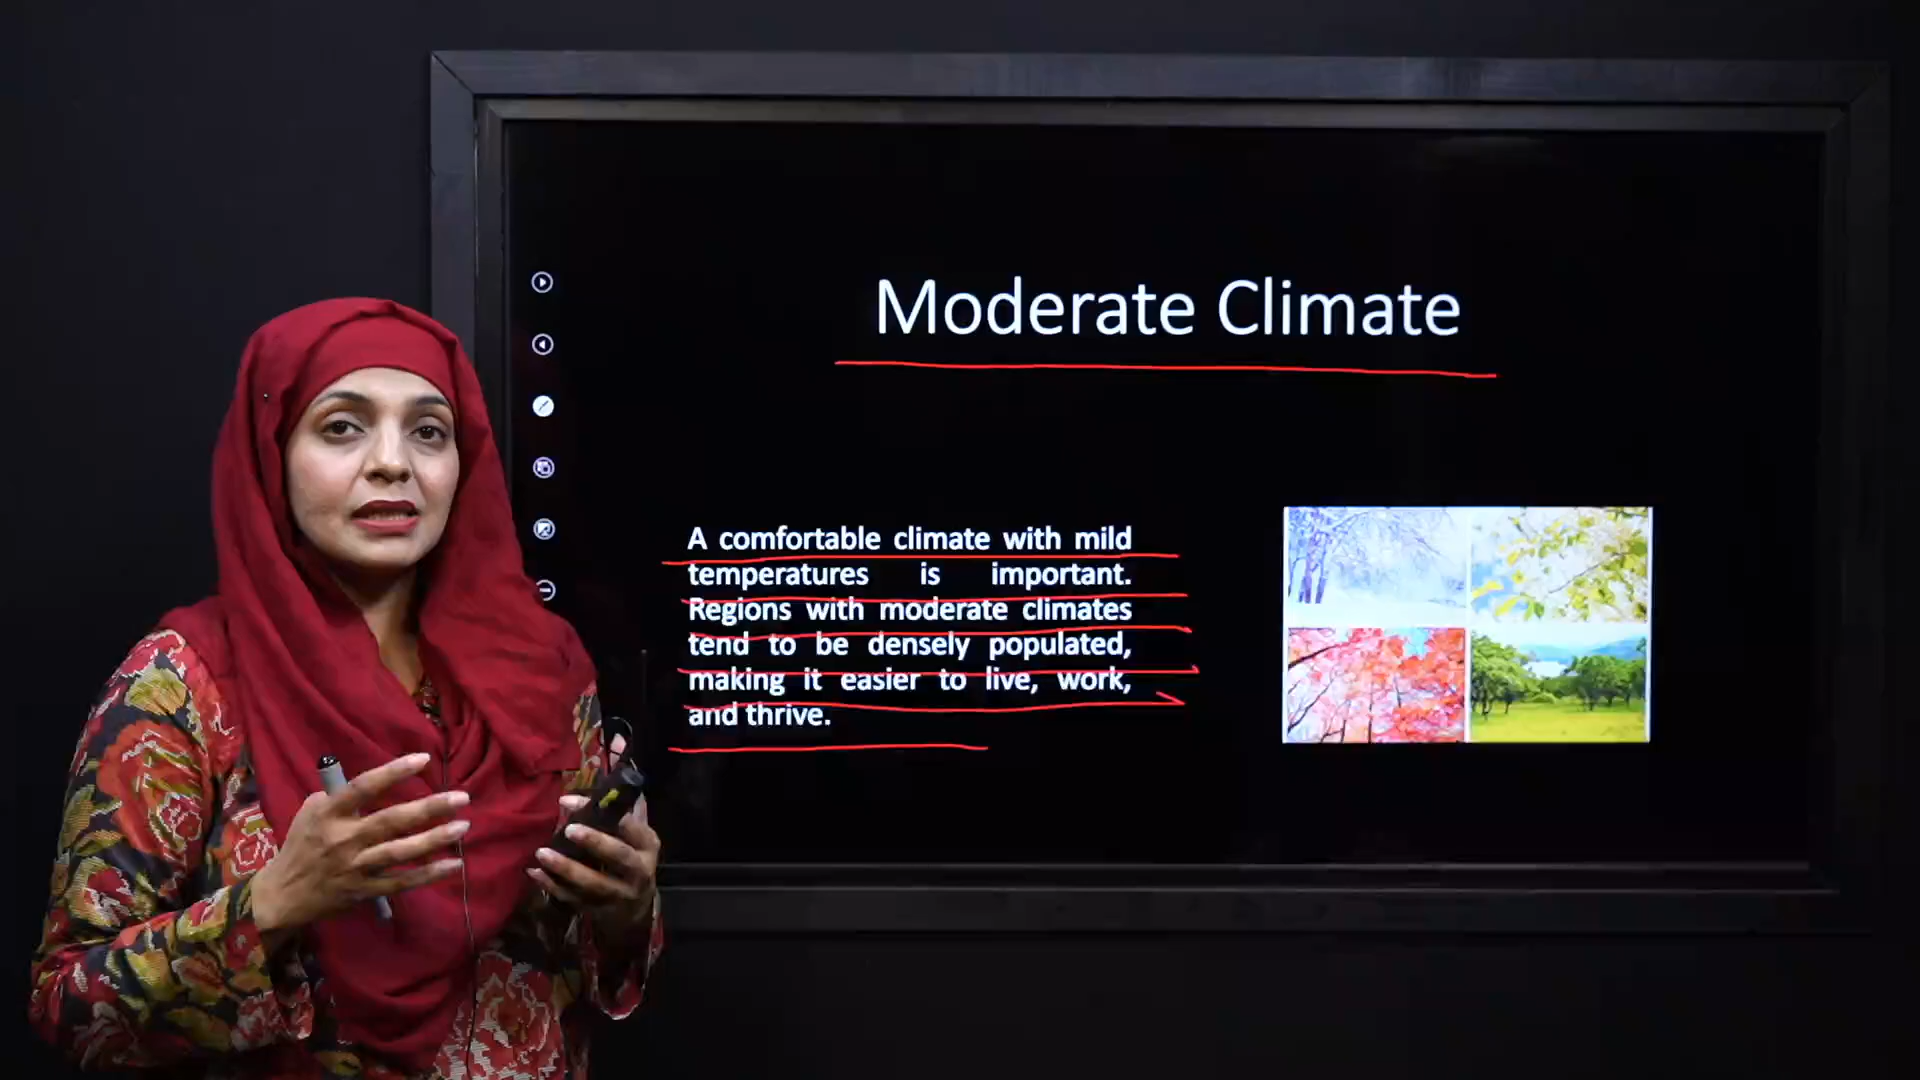 Moderate Climate
A comfortable climate with mild
temperatures is important.
Regions with moderate climates
tend to be densely populated,
making it easier to live, work,
and thrive.